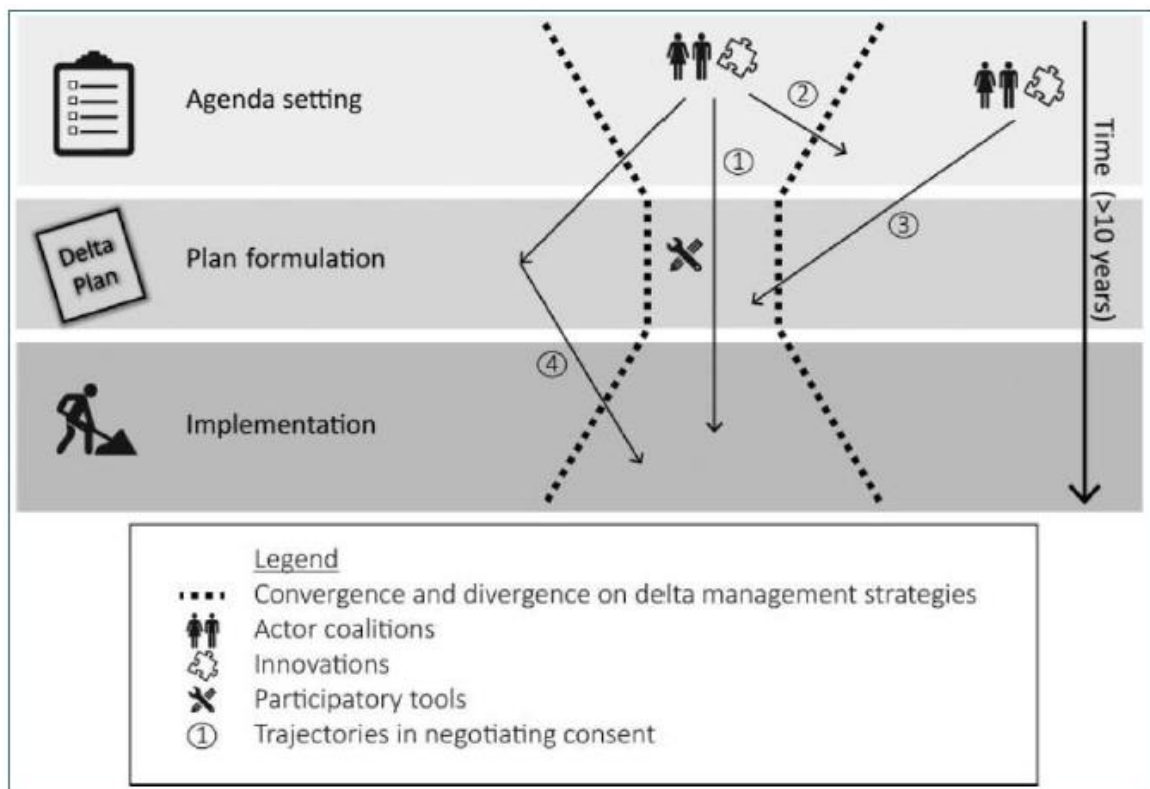 Agenda setting
②
①
Time (>10 years)
③
Delta
Plan
Plan formulation
④
Implementation
Legend
Convergence and divergence on delta management strategies
Actor coalitions
Innovations
Participatory tools
① Trajectories in negotiating consent